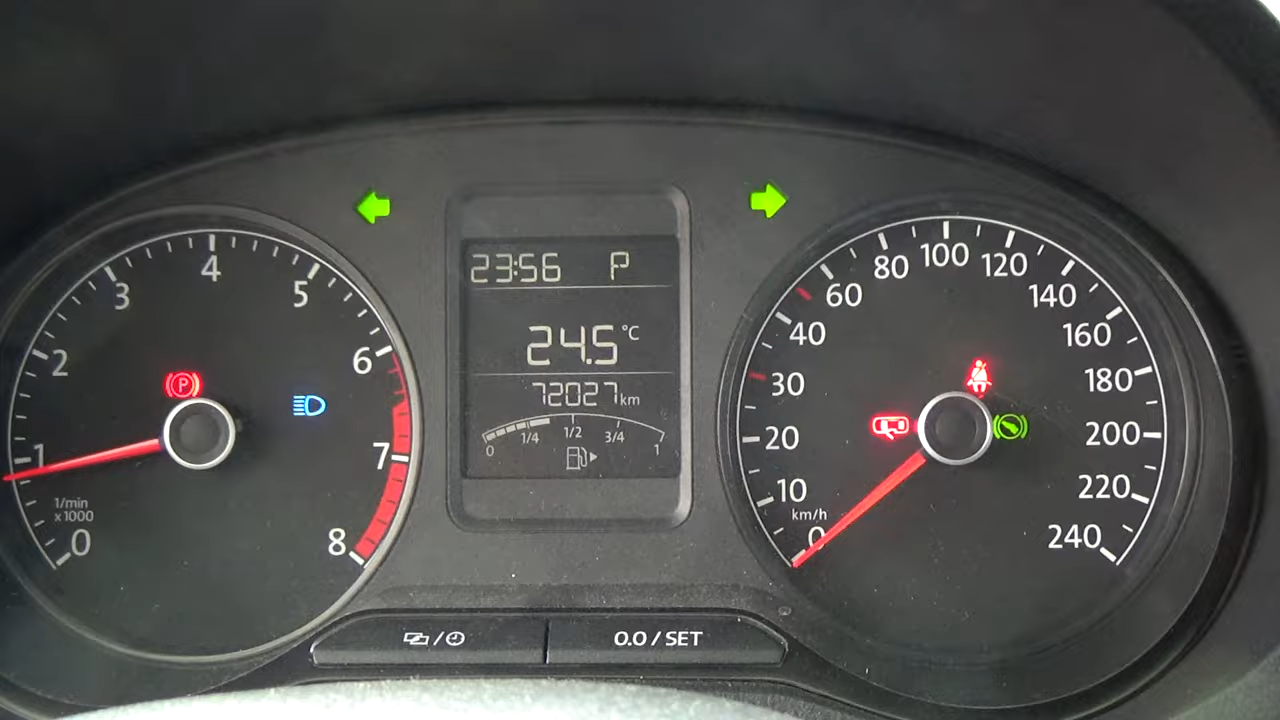 23:56 P
24.5 °C
72027 km
0 1/4 1/2 3/4 1
0 1 2 3 4 5 6 7 8
1/min
x1000
P
0 10 20 30 40 60 80 100 120 140 160 180 200 220 240
km/h
0.0 / SET